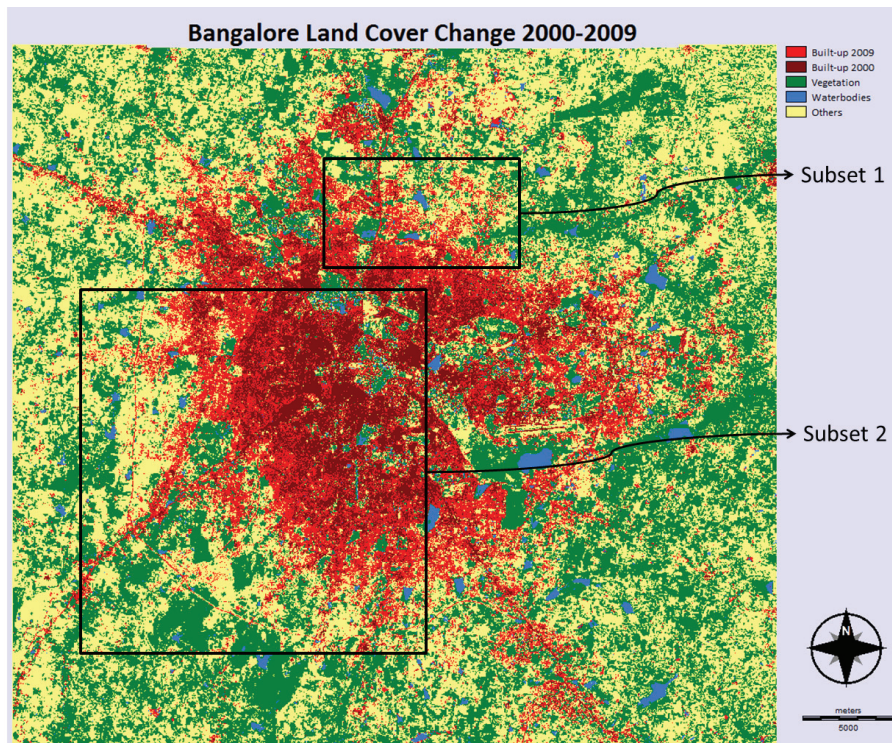 Bangalore Land Cover Change 2000-2009
Built-up 2009
Built-up 2000
Vegetation
Waterbodies
Others
Subset 1
Subset 2
N
meters
5000